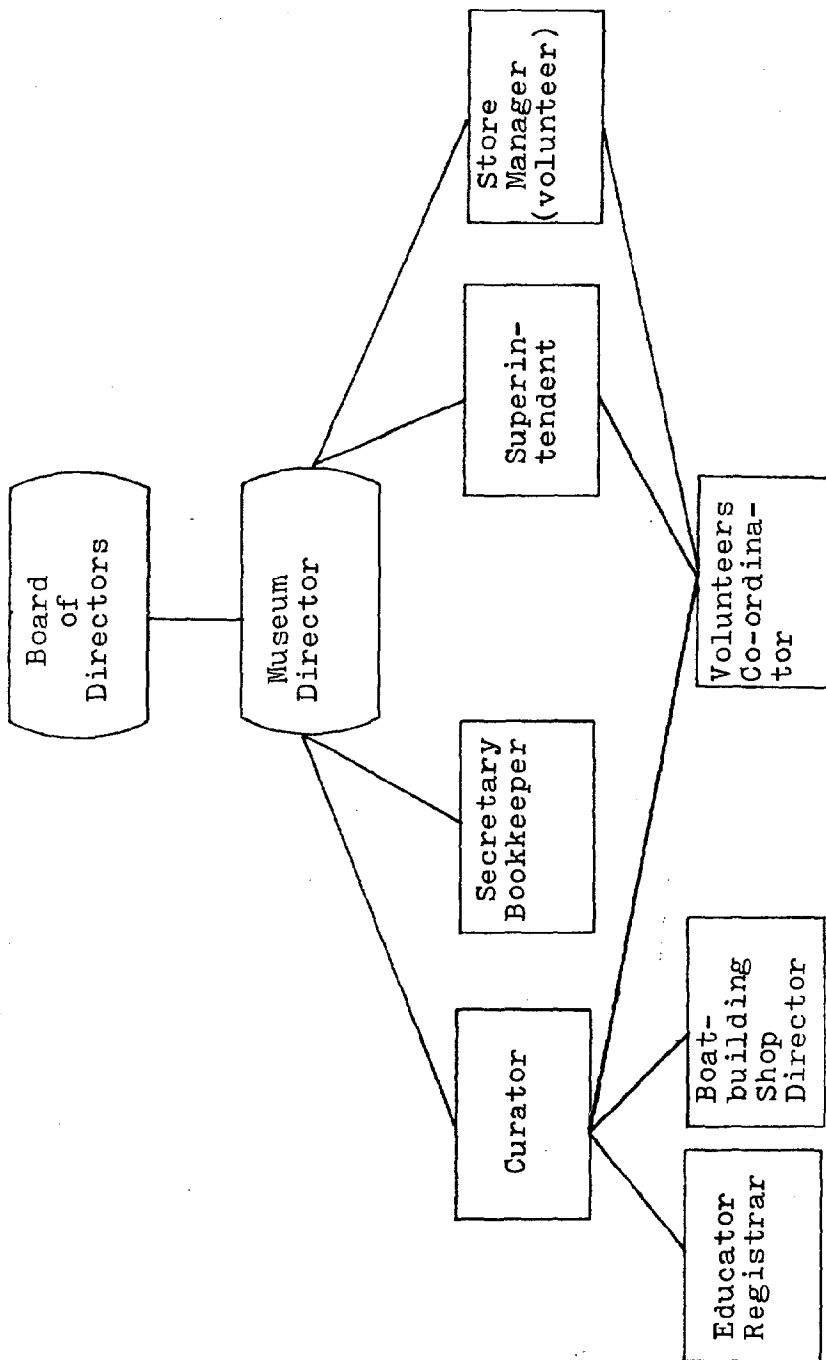 Board
of
Directors
Museum
Director
Curator
Secretary
Bookkeeper
Superin-
tendent
Store
Manager
(volunteer)
Educator
Registrar
Boat-
building
Shop
Director
Volunteers
Co-ordina-
tor